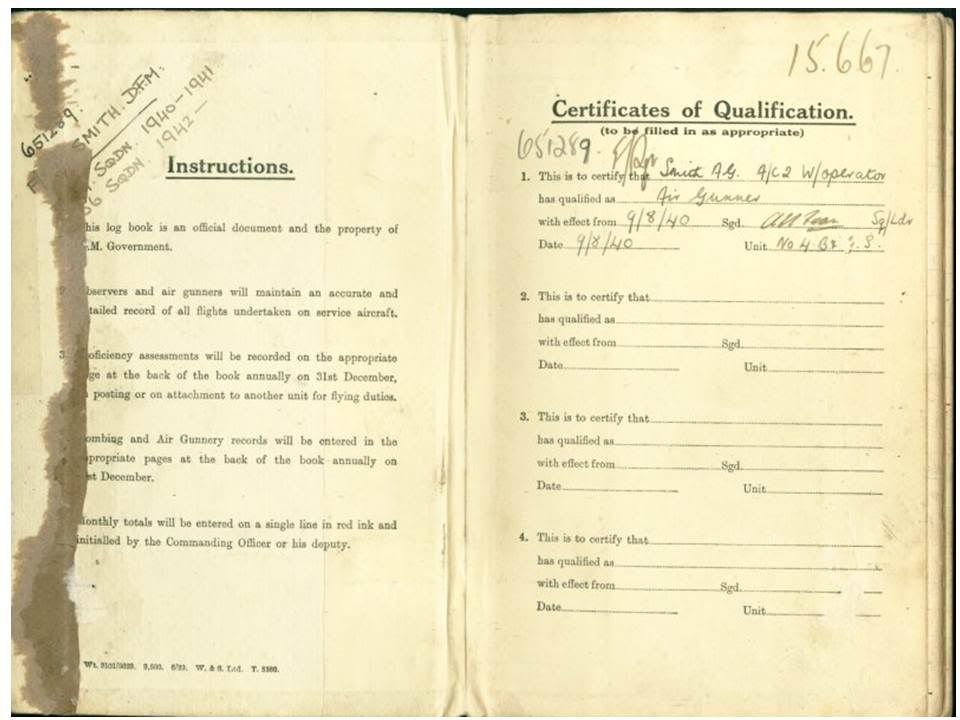 651289.
SMITH. D.F.M.
SQDN. 1940-1941
SQDN 1942-
Instructions.
his log book is an official document and the property of
.M. Government.
bservers and air gunners will maintain an accurate and
tailed record of all flights undertaken on service aircraft.
3. oficiency assessments will be recorded on the appropriate
ge at the back of the book annually on 31st December,
posting or on attachment to another unit for flying duties.
ombing and Air Gunnery records will be entered in the
propriate pages at the back of the book annually on
st December.
onthly totals will be entered on a single line in red ink and
nitialled by the Commanding Officer or his deputy.
W. & S. Ltd.
15.667.
Certificates of Qualification.
(to be filled in as appropriate)
651289.
1. This is to certify that Smith A.G. A/C2 W/operator
has qualified as Air Gunner
with effect from 9/8/40 Sgd. Sq/Ldr
Date 9/8/40 Unit No 4
2. This is to certify that
has qualified as
with effect from Sgd.
Date Unit
3. This is to certify that
has qualified as
with effect from Sgd.
Date Unit
4. This is to certify that
has qualified as
with effect from Sgd.
Date Unit